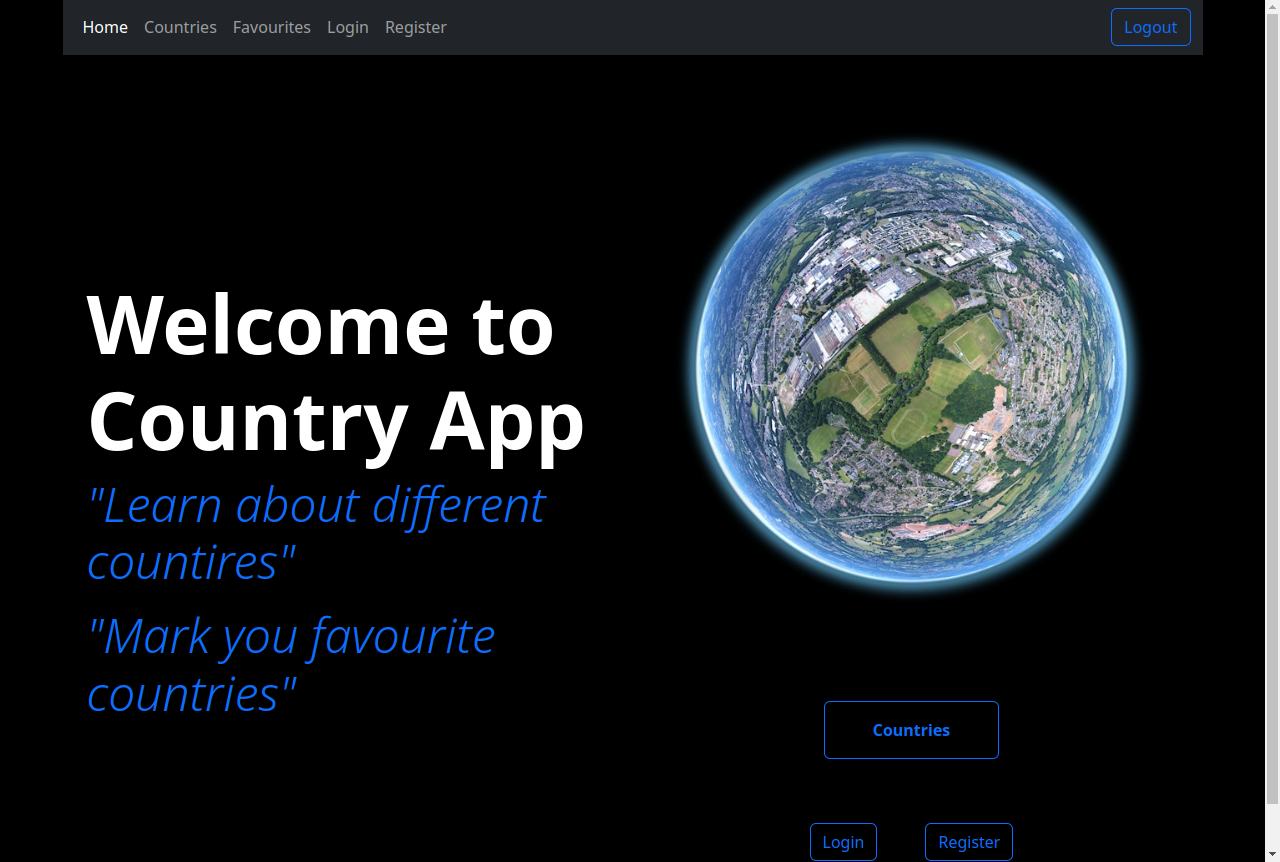 Home Countries Favourites Login Register Logout
Welcome to
Country App
"Learn about different
countires"
"Mark you favourite
countries"
Countries
Login Register